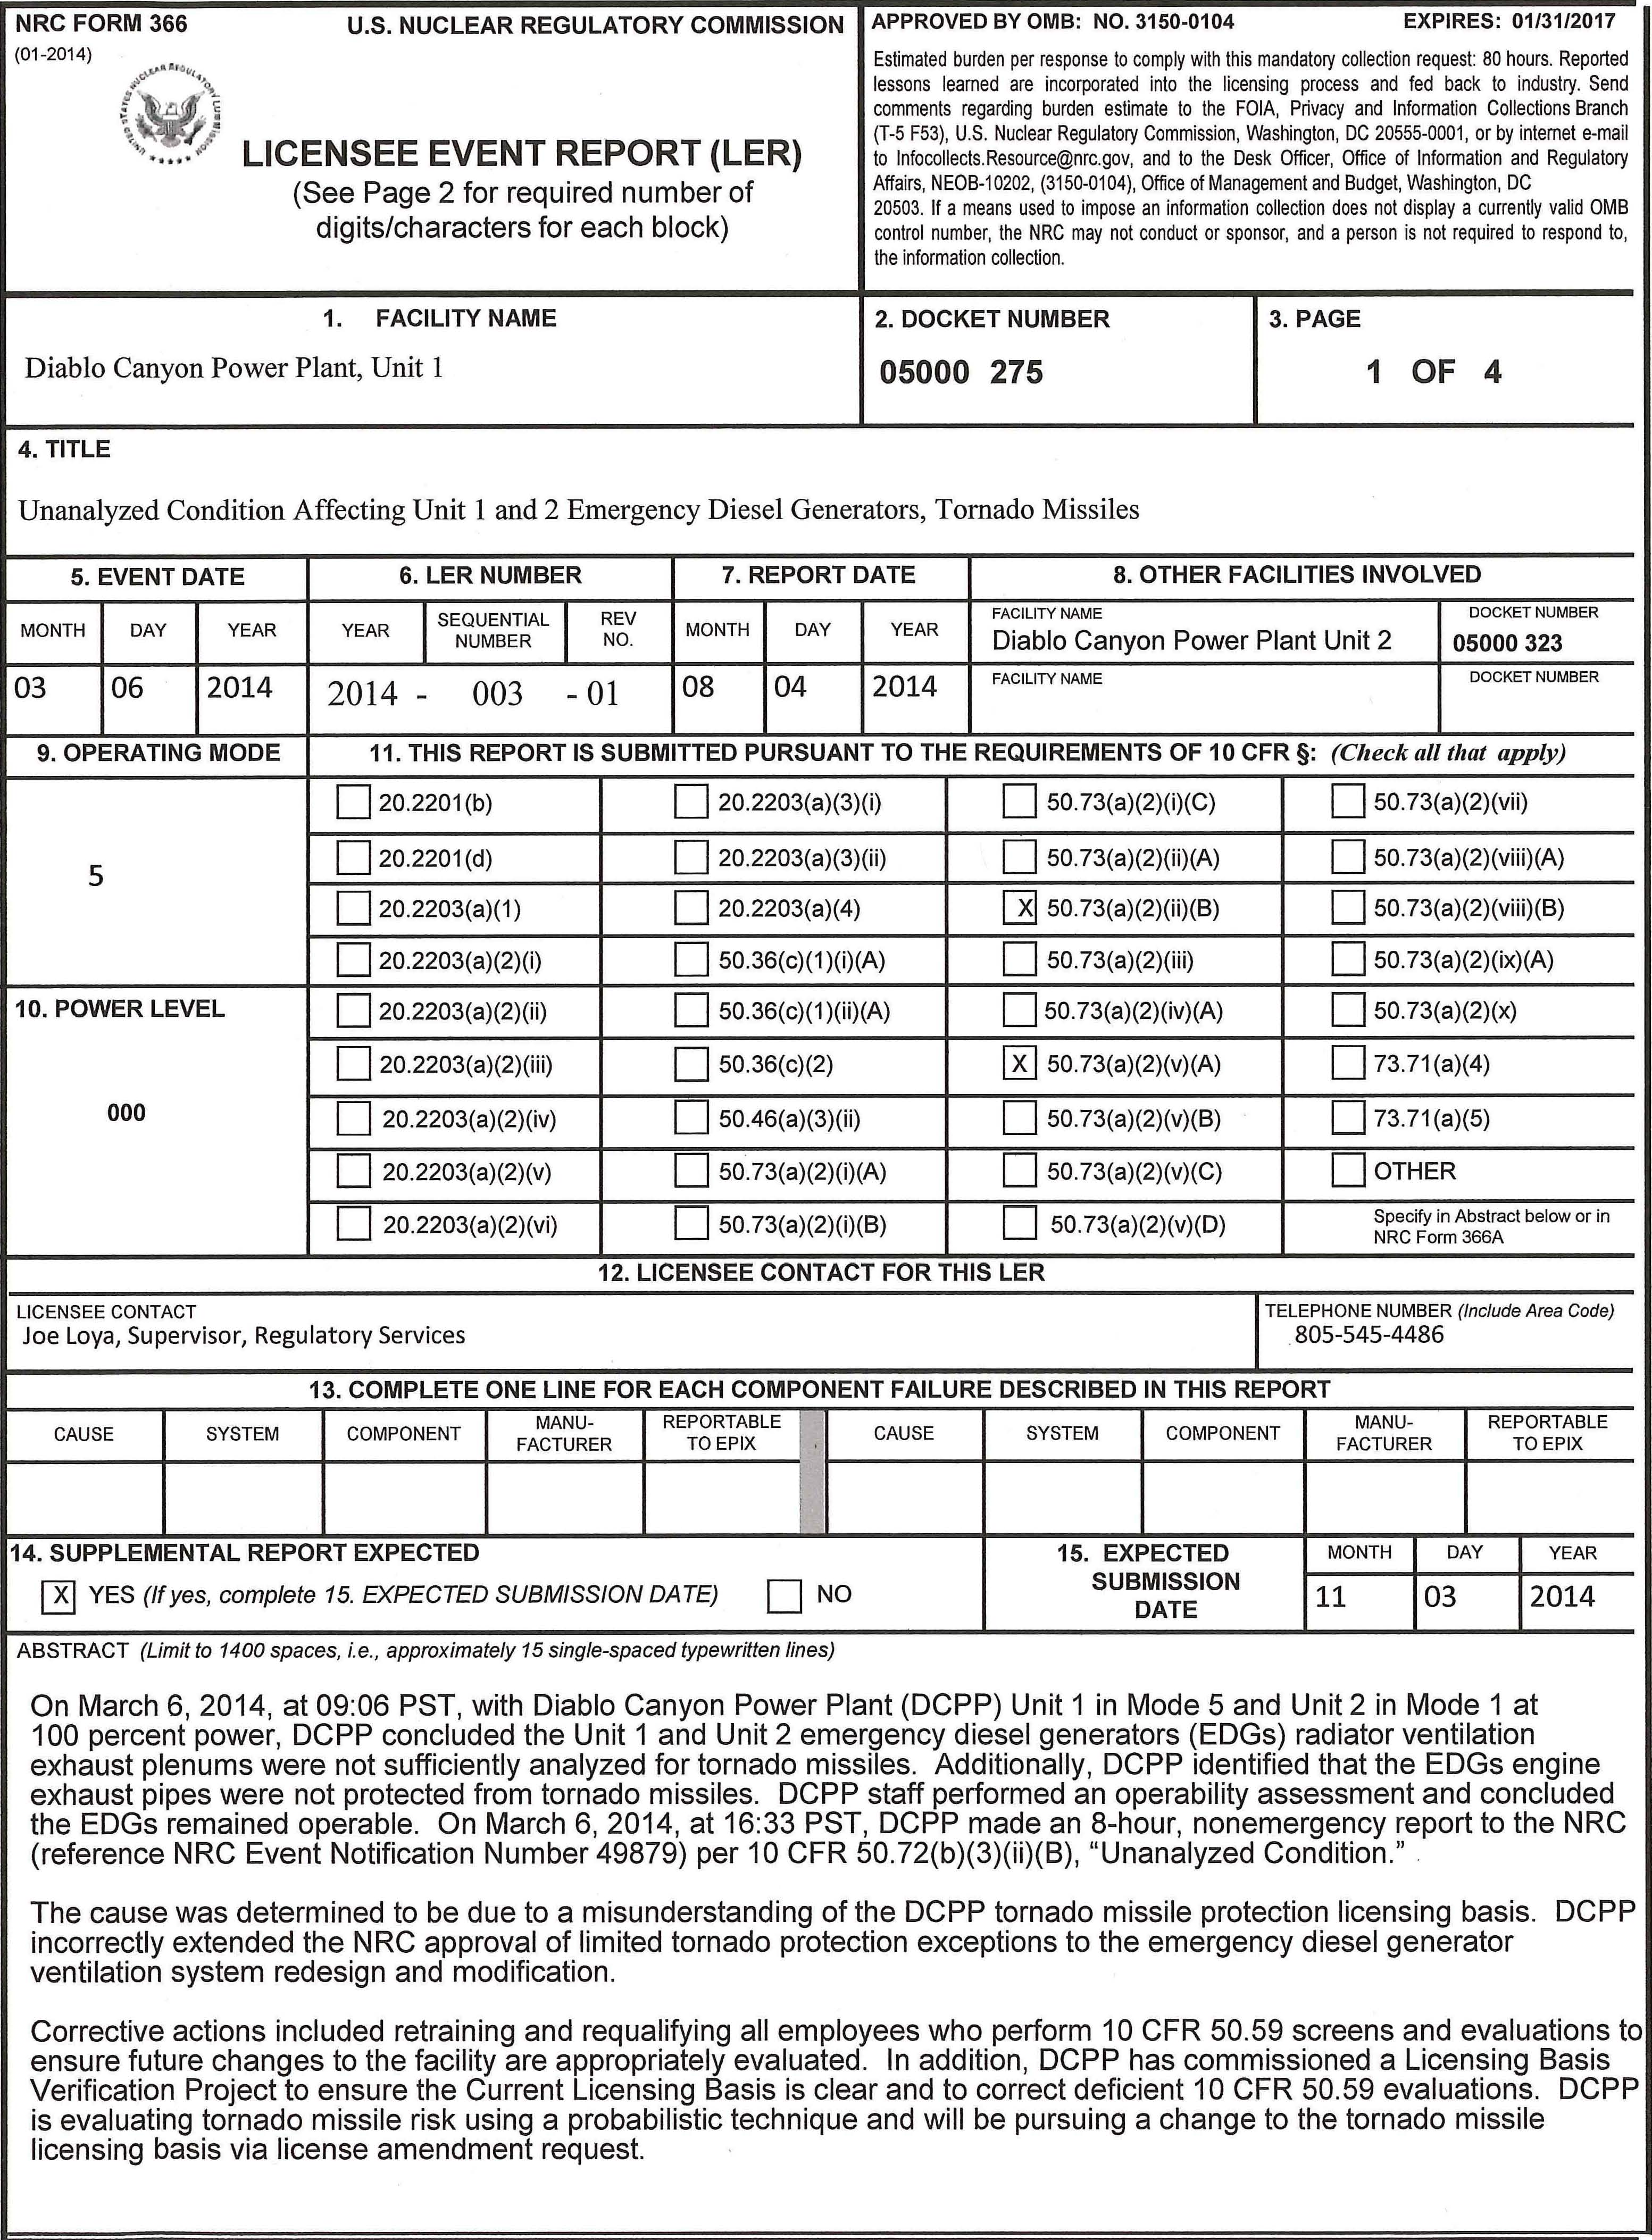 NRC FORM 366
(01-2014)
U.S. NUCLEAR REGULATORY COMMISSION
UNITED STATES NUCLEAR REGULATORY COMMISSION
LICENSEE EVENT REPORT (LER)
(See Page 2 for required number of
digits/characters for each block)
APPROVED BY OMB: NO. 3150-0104 EXPIRES: 01/31/2017
Estimated burden per response to comply with this mandatory collection request: 80 hours. Reported
lessons learned are incorporated into the licensing process and fed back to industry. Send
comments regarding burden estimate to the FOIA, Privacy and Information Collections Branch
(T-5 F53), U.S. Nuclear Regulatory Commission, Washington, DC 20555-0001, or by internet e-mail
to Infocollects.Resource@nrc.gov, and to the Desk Officer, Office of Information and Regulatory
Affairs, NEOB-10202, (3150-0104), Office of Management and Budget, Washington, DC
20503. If a means used to impose an information collection does not display a currently valid OMB
control number, the NRC may not conduct or sponsor, and a person is not required to respond to,
the information collection.
1. FACILITY NAME
Diablo Canyon Power Plant, Unit 1
2. DOCKET NUMBER
05000 275
3. PAGE
1 OF 4
4. TITLE
Unanalyzed Condition Affecting Unit 1 and 2 Emergency Diesel Generators, Tornado Missiles
5. EVENT DATE 6. LER NUMBER 7. REPORT DATE 8. OTHER FACILITIES INVOLVED
MONTH DAY YEAR YEAR SEQUENTIAL NUMBER REV NO. MONTH DAY YEAR
FACILITY NAME DOCKET NUMBER
Diablo Canyon Power Plant Unit 2 05000 323
03 06 2014 2014 - 003 - 01 08 04 2014
FACILITY NAME DOCKET NUMBER
9. OPERATING MODE
5
10. POWER LEVEL
000
11. THIS REPORT IS SUBMITTED PURSUANT TO THE REQUIREMENTS OF 10 CFR §: (Check all that apply)
20.2201(b) 20.2203(a)(3)(i) 50.73(a)(2)(i)(C) 50.73(a)(2)(vii)
20.2201(d) 20.2203(a)(3)(ii) 50.73(a)(2)(ii)(A) 50.73(a)(2)(viii)(A)
20.2203(a)(1) 20.2203(a)(4) X 50.73(a)(2)(ii)(B) 50.73(a)(2)(viii)(B)
20.2203(a)(2)(i) 50.36(c)(1)(i)(A) 50.73(a)(2)(iii) 50.73(a)(2)(ix)(A)
20.2203(a)(2)(ii) 50.36(c)(1)(ii)(A) 50.73(a)(2)(iv)(A) 50.73(a)(2)(x)
20.2203(a)(2)(iii) 50.36(c)(2) X 50.73(a)(2)(v)(A) 73.71(a)(4)
20.2203(a)(2)(iv) 50.46(a)(3)(ii) 50.73(a)(2)(v)(B) 73.71(a)(5)
20.2203(a)(2)(v) 50.73(a)(2)(i)(A) 50.73(a)(2)(v)(C) OTHER
20.2203(a)(2)(vi) 50.73(a)(2)(i)(B) 50.73(a)(2)(v)(D) Specify in Abstract below or in
NRC Form 366A
12. LICENSEE CONTACT FOR THIS LER
LICENSEE CONTACT
Joe Loya, Supervisor, Regulatory Services
TELEPHONE NUMBER (Include Area Code)
805-545-4486
13. COMPLETE ONE LINE FOR EACH COMPONENT FAILURE DESCRIBED IN THIS REPORT
CAUSE SYSTEM COMPONENT MANU-FACTURER REPORTABLE TO EPIX CAUSE SYSTEM COMPONENT MANU-FACTURER REPORTABLE TO EPIX
14. SUPPLEMENTAL REPORT EXPECTED
X YES (If yes, complete 15. EXPECTED SUBMISSION DATE) NO
15. EXPECTED
SUBMISSION
DATE
MONTH DAY YEAR
11 03 2014
ABSTRACT (Limit to 1400 spaces, i.e., approximately 15 single-spaced typewritten lines)
On March 6, 2014, at 09:06 PST, with Diablo Canyon Power Plant (DCPP) Unit 1 in Mode 5 and Unit 2 in Mode 1 at
100 percent power, DCPP concluded the Unit 1 and Unit 2 emergency diesel generators (EDGs) radiator ventilation
exhaust plenums were not sufficiently analyzed for tornado missiles. Additionally, DCPP identified that the EDGs engine
exhaust pipes were not protected from tornado missiles. DCPP staff performed an operability assessment and concluded
the EDGs remained operable. On March 6, 2014, at 16:33 PST, DCPP made an 8-hour, nonemergency report to the NRC
(reference NRC Event Notification Number 49879) per 10 CFR 50.72(b)(3)(ii)(B), “Unanalyzed Condition.”
The cause was determined to be due to a misunderstanding of the DCPP tornado missile protection licensing basis. DCPP
incorrectly extended the NRC approval of limited tornado protection exceptions to the emergency diesel generator
ventilation system redesign and modification.
Corrective actions included retraining and requalifying all employees who perform 10 CFR 50.59 screens and evaluations to
ensure future changes to the facility are appropriately evaluated. In addition, DCPP has commissioned a Licensing Basis
Verification Project to ensure the Current Licensing Basis is clear and to correct deficient 10 CFR 50.59 evaluations. DCPP
is evaluating tornado missile risk using a probabilistic technique and will be pursuing a change to the tornado missile
licensing basis via license amendment request.